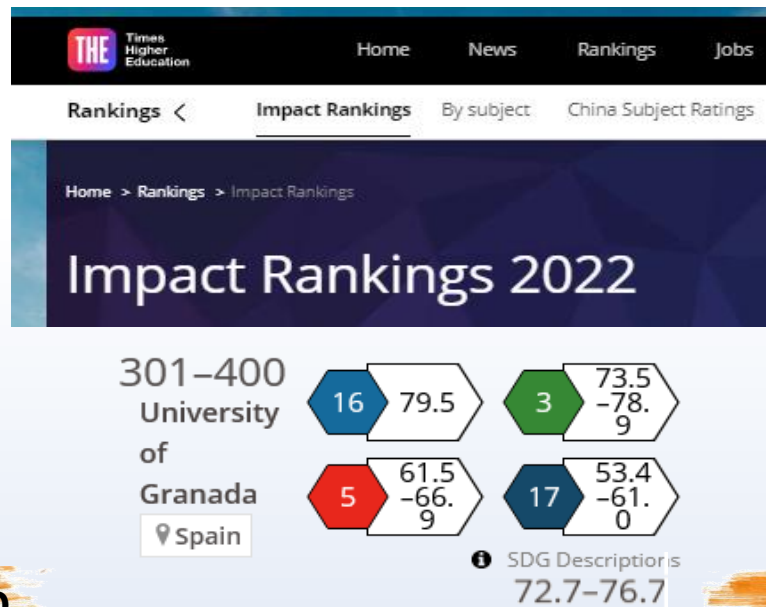 THE Times Higher Education
Home News Rankings Jobs
Rankings < Impact Rankings By subject China Subject Ratings
Home > Rankings > Impact Rankings
Impact Rankings 2022
301–400
University of Granada
Spain
16 79.5
3 73.5–78.9
5 61.5–66.9
17 53.4–61.0
SDG Descriptions
72.7–76.7